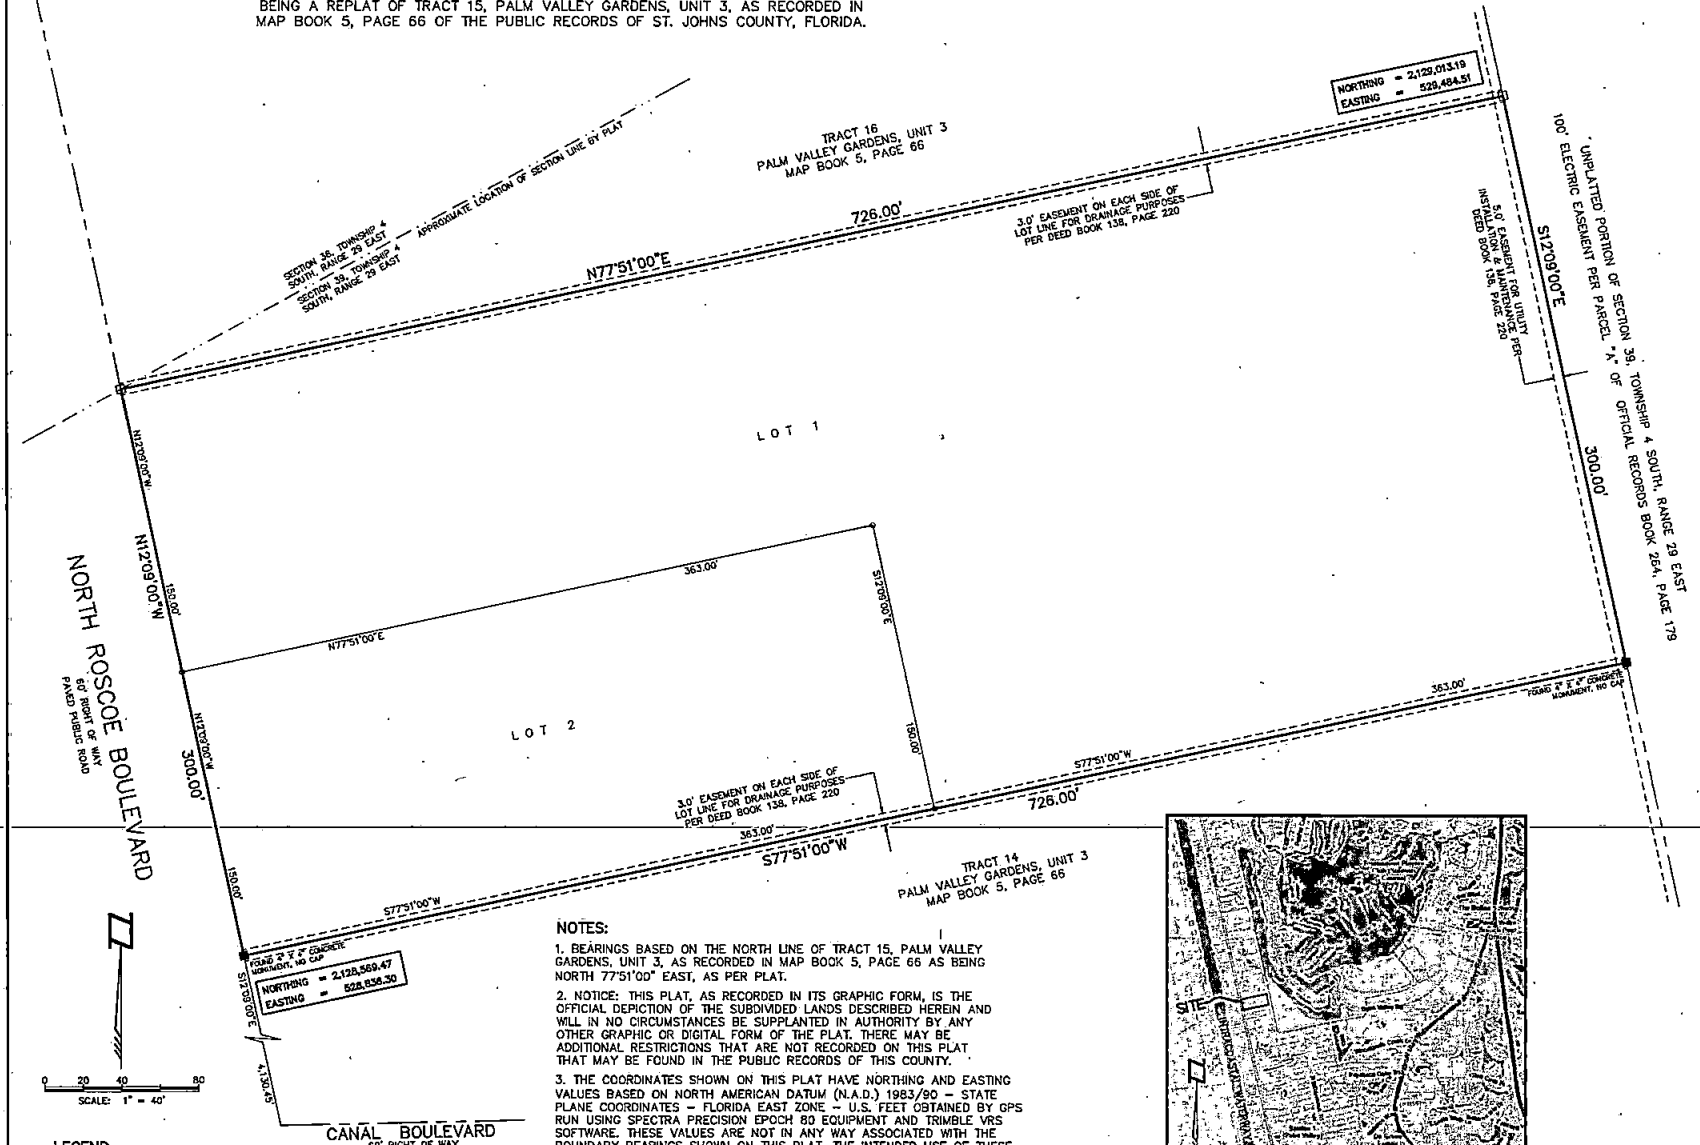 BEING A REPLAT OF TRACT 15, PALM VALLEY GARDENS, UNIT 3, AS RECORDED IN
MAP BOOK 5, PAGE 66 OF THE PUBLIC RECORDS OF ST. JOHNS COUNTY, FLORIDA.
NORTHING = 2,129,013.19
EASTING = 529,484.51
TRACT 16
PALM VALLEY GARDENS, UNIT 3
MAP BOOK 5, PAGE 66
APPROXIMATE LOCATION OF SECTION LINE BY PLAT
SECTION 38, TOWNSHIP 4
SOUTH, RANGE 29 EAST
SECTION 39, TOWNSHIP 4
SOUTH, RANGE 29 EAST
726.00'
N77°51'00"E
3.0' EASEMENT ON EACH SIDE OF
LOT LINE FOR DRAINAGE PURPOSES
PER DEED BOOK 138, PAGE 220
5.0' EASEMENT FOR UTILITY
INSTALLATION & MAINTENANCE PER
DEED BOOK 138, PAGE 220
S12°09'00"E
300.00'
UNPLATTED PORTION OF SECTION 39, TOWNSHIP 4 SOUTH, RANGE 29 EAST
100' ELECTRIC EASEMENT PER PARCEL "A" OF OFFICIAL RECORDS BOOK 264, PAGE 179
LOT 1
N12°09'00"W
N12°09'00"W
150.00'
363.00'
N77°51'00"E
S12°09'00"E
150.00'
LOT 2
NORTH ROSCOE BOULEVARD
60' RIGHT OF WAY
PAVED PUBLIC ROAD
N12°09'00"W
300.00'
150.00'
363.00'
FOUND 4" X 4" CONCRETE
MONUMENT, NO CAP
S77°51'00"W
726.00'
3.0' EASEMENT ON EACH SIDE OF
LOT LINE FOR DRAINAGE PURPOSES
PER DEED BOOK 138, PAGE 220
363.00'
S77°51'00"W
S77°51'00"W
TRACT 14
PALM VALLEY GARDENS, UNIT 3
MAP BOOK 5, PAGE 66
FOUND 4" X 4" CONCRETE
MONUMENT, NO CAP
NORTHING = 2,128,569.47
EASTING = 528,838.30
S12°09'00"E
4,130.45'
CANAL BOULEVARD
60' RIGHT OF WAY
0 20 40 80
SCALE: 1" = 40'
LEGEND
NOTES:
1. BEARINGS BASED ON THE NORTH LINE OF TRACT 15, PALM VALLEY
GARDENS, UNIT 3, AS RECORDED IN MAP BOOK 5, PAGE 66 AS BEING
NORTH 77°51'00" EAST, AS PER PLAT.
2. NOTICE: THIS PLAT, AS RECORDED IN ITS GRAPHIC FORM, IS THE
OFFICIAL DEPICTION OF THE SUBDIVIDED LANDS DESCRIBED HEREIN AND
WILL IN NO CIRCUMSTANCES BE SUPPLANTED IN AUTHORITY BY ANY
OTHER GRAPHIC OR DIGITAL FORM OF THE PLAT. THERE MAY BE
ADDITIONAL RESTRICTIONS THAT ARE NOT RECORDED ON THIS PLAT
THAT MAY BE FOUND IN THE PUBLIC RECORDS OF THIS COUNTY.
3. THE COORDINATES SHOWN ON THIS PLAT HAVE NORTHING AND EASTING
VALUES BASED ON NORTH AMERICAN DATUM (N.A.D.) 1983/90 – STATE
PLANE COORDINATES – FLORIDA EAST ZONE – U.S. FEET OBTAINED BY GPS
RUN USING SPECTRA PRECISION EPOCH 80 EQUIPMENT AND TRIMBLE VRS
SOFTWARE. THESE VALUES ARE NOT IN ANY WAY ASSOCIATED WITH THE
BOUNDARY BEARINGS SHOWN ON THIS PLAT. THE INTENDED USE OF THESE
SITE